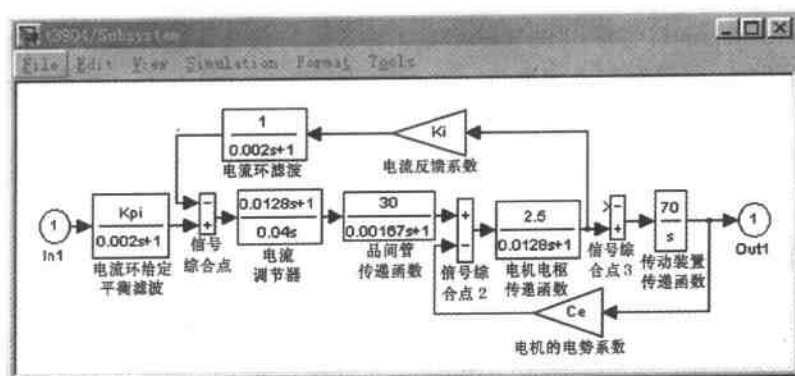 t3904/Subsystem
File Edit View Simulation Format Tools
1
0.002s+1
电流环滤波
Ki
电流反馈系数
1
In1
Kpi
0.002s+1
电流环给定
平衡滤波
-
+
信号
综合点
0.0128s+1
0.04s
电流
调节器
30
0.00167s+1
品间管
传递函数
+
-
信号综
合点2
2.5
0.0128s+1
电机电枢
传递函数
-
+
信号综
合点3
70
s
传动装置
传递函数
1
Out1
Ce
电机的电势系数